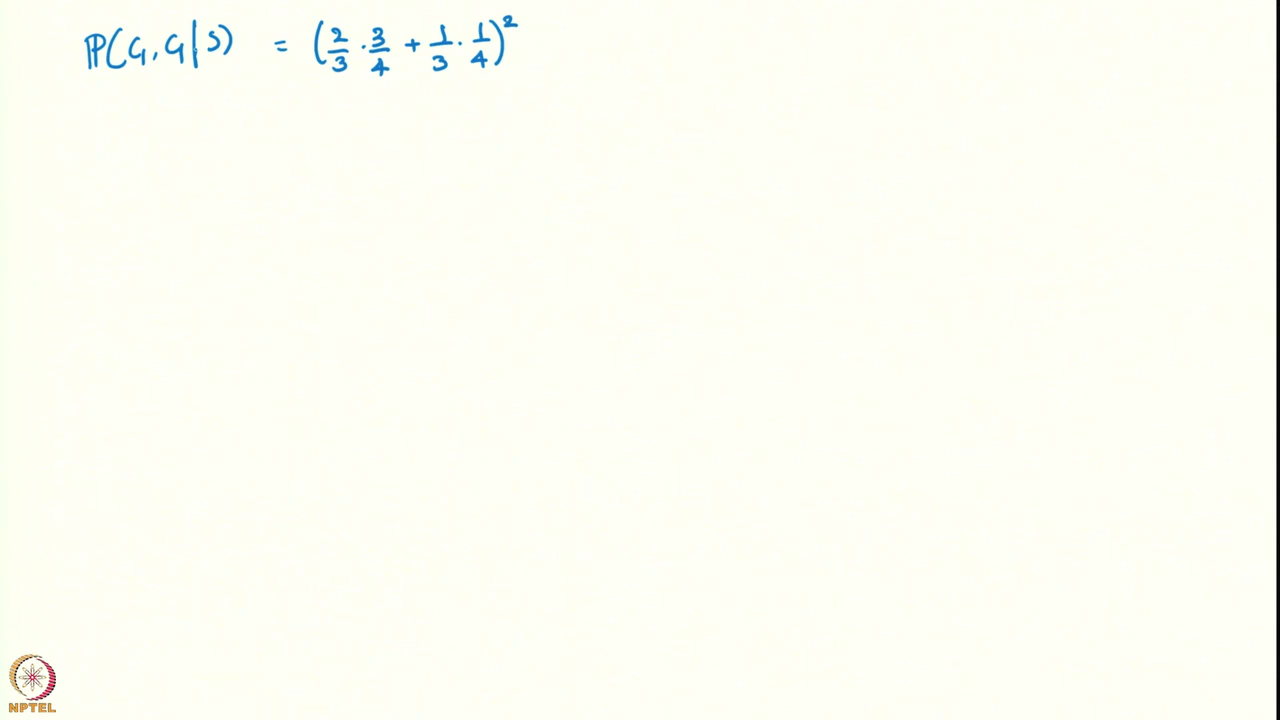 ℙ(G, G | S) = (2/3 · 3/4 + 1/3 · 1/4)²
NPTEL